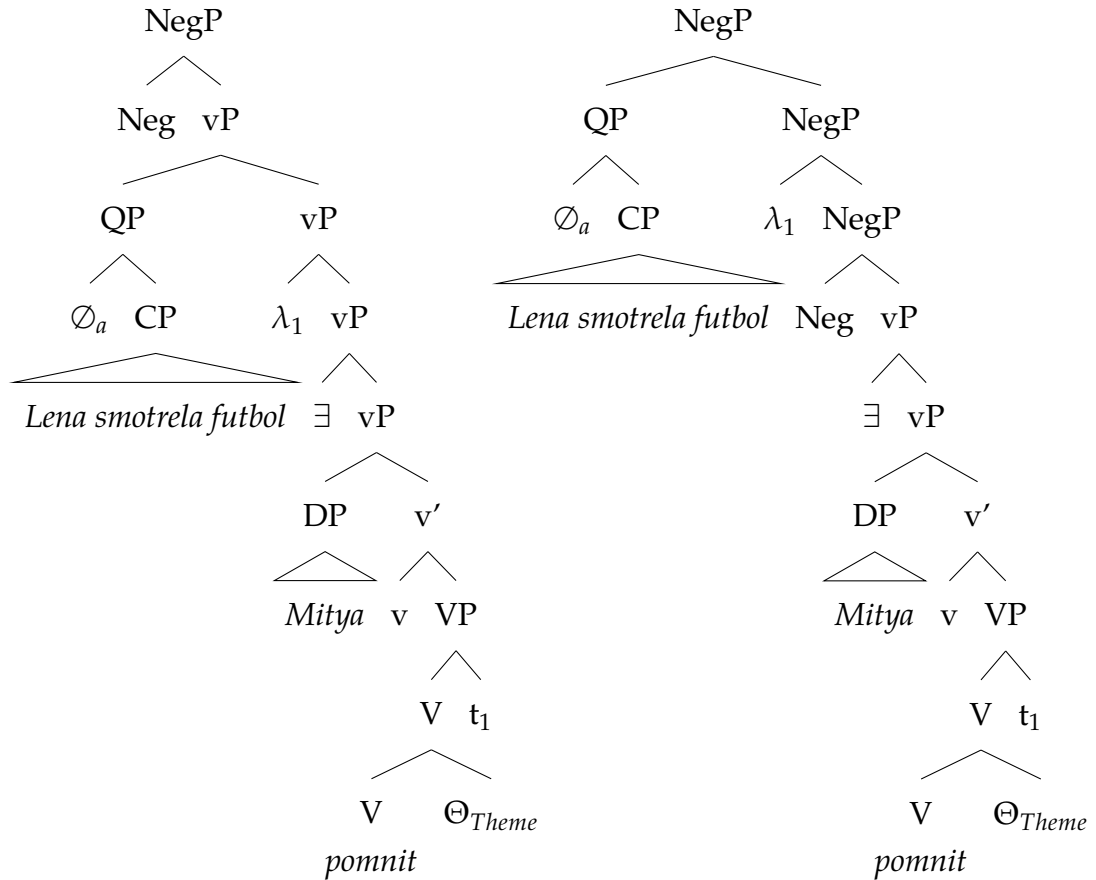 NegP NegP
Neg vP QP NegP
QP vP ∅a CP λ1 NegP
∅a CP λ1 vP Lena smotrela futbol Neg vP
Lena smotrela futbol ∃ vP ∃ vP
DP v' DP v'
Mitya v VP Mitya v VP
V t1 V t1
V ΘTheme V ΘTheme
pomnit pomnit